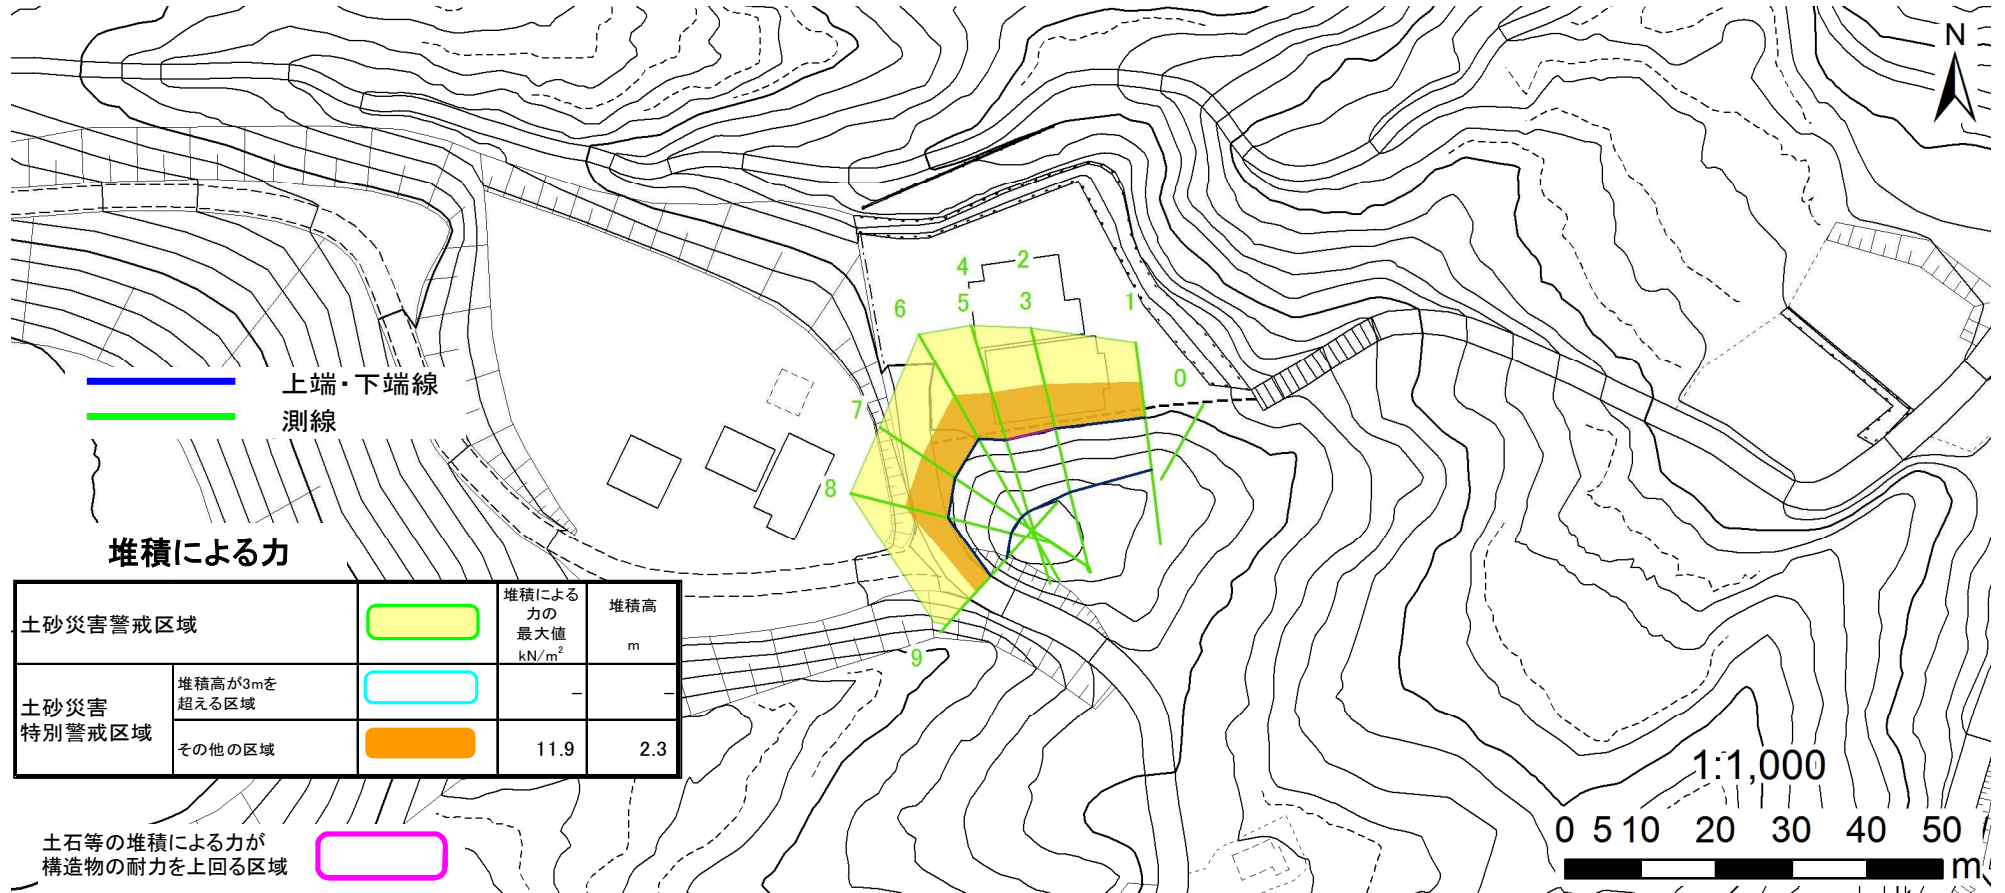 N
4
2
6
5
3
1
0
7
8
9
上端・下端線
測線
堆積による力
土砂災害警戒区域
堆積による
力の
最大値
kN/m²
堆積高
m
土砂災害
特別警戒区域
堆積高が3mを
超える区域
–
–
その他の区域
11.9
2.3
土石等の堆積による力が
構造物の耐力を上回る区域
1:1,000
0 5 10 20 30 40 50
m